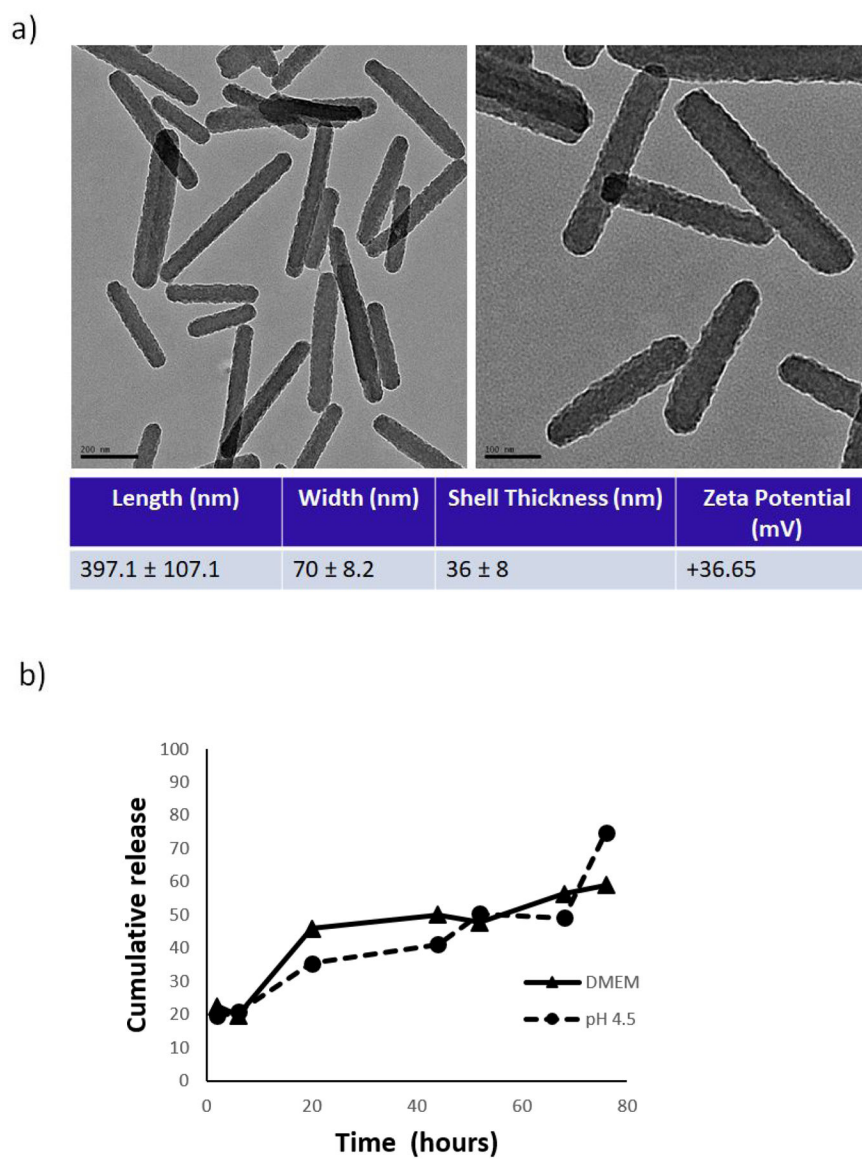 a)
200 nm
100 nm
Length (nm) Width (nm) Shell Thickness (nm) Zeta Potential
(mV)
397.1 ± 107.1 70 ± 8.2 36 ± 8 +36.65
b)
Cumulative release
100
90
80
70
60
50
40
30
20
10
0
DMEM
pH 4.5
0 20 40 60 80
Time (hours)